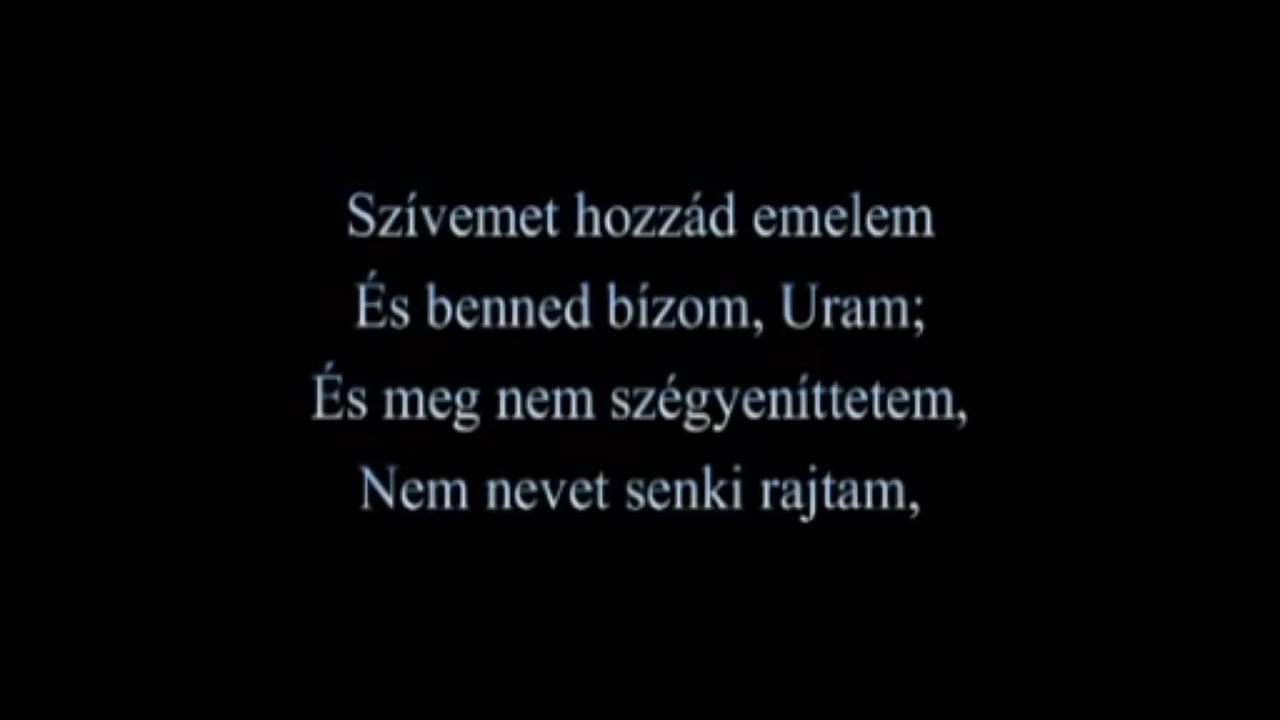 Szívemet hozzád emelem
És benned bízom, Uram;
És meg nem szégyeníttetem,
Nem nevet senki rajtam,